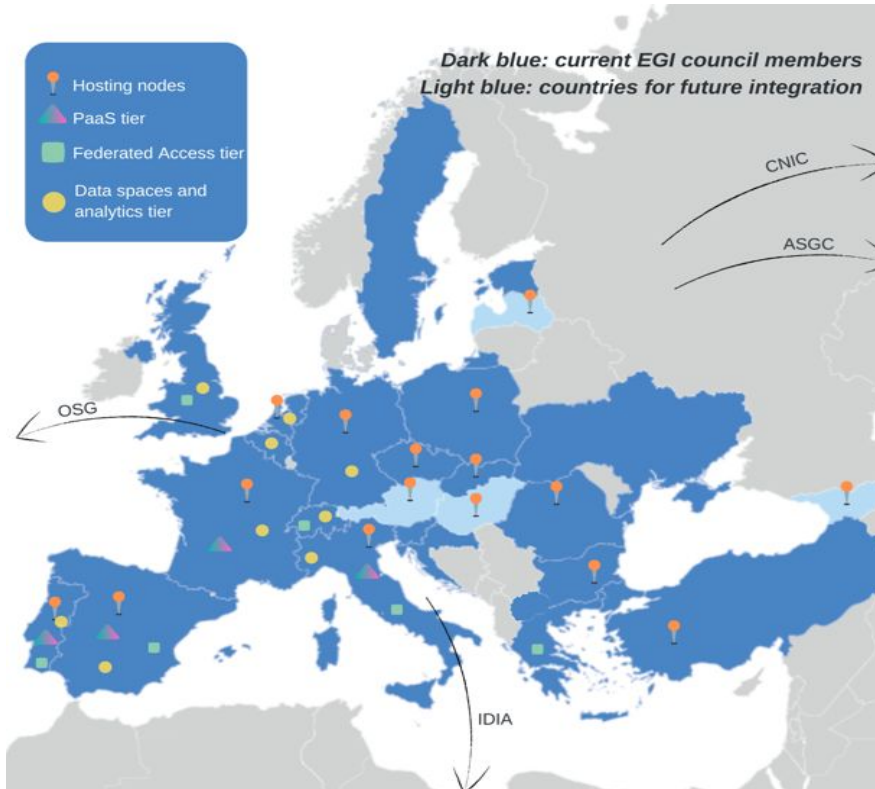 Dark blue: current EGI council members
Light blue: countries for future integration
Hosting nodes
PaaS tier
Federated Access tier
Data spaces and
analytics tier
CNIC
ASGC
OSG
IDIA